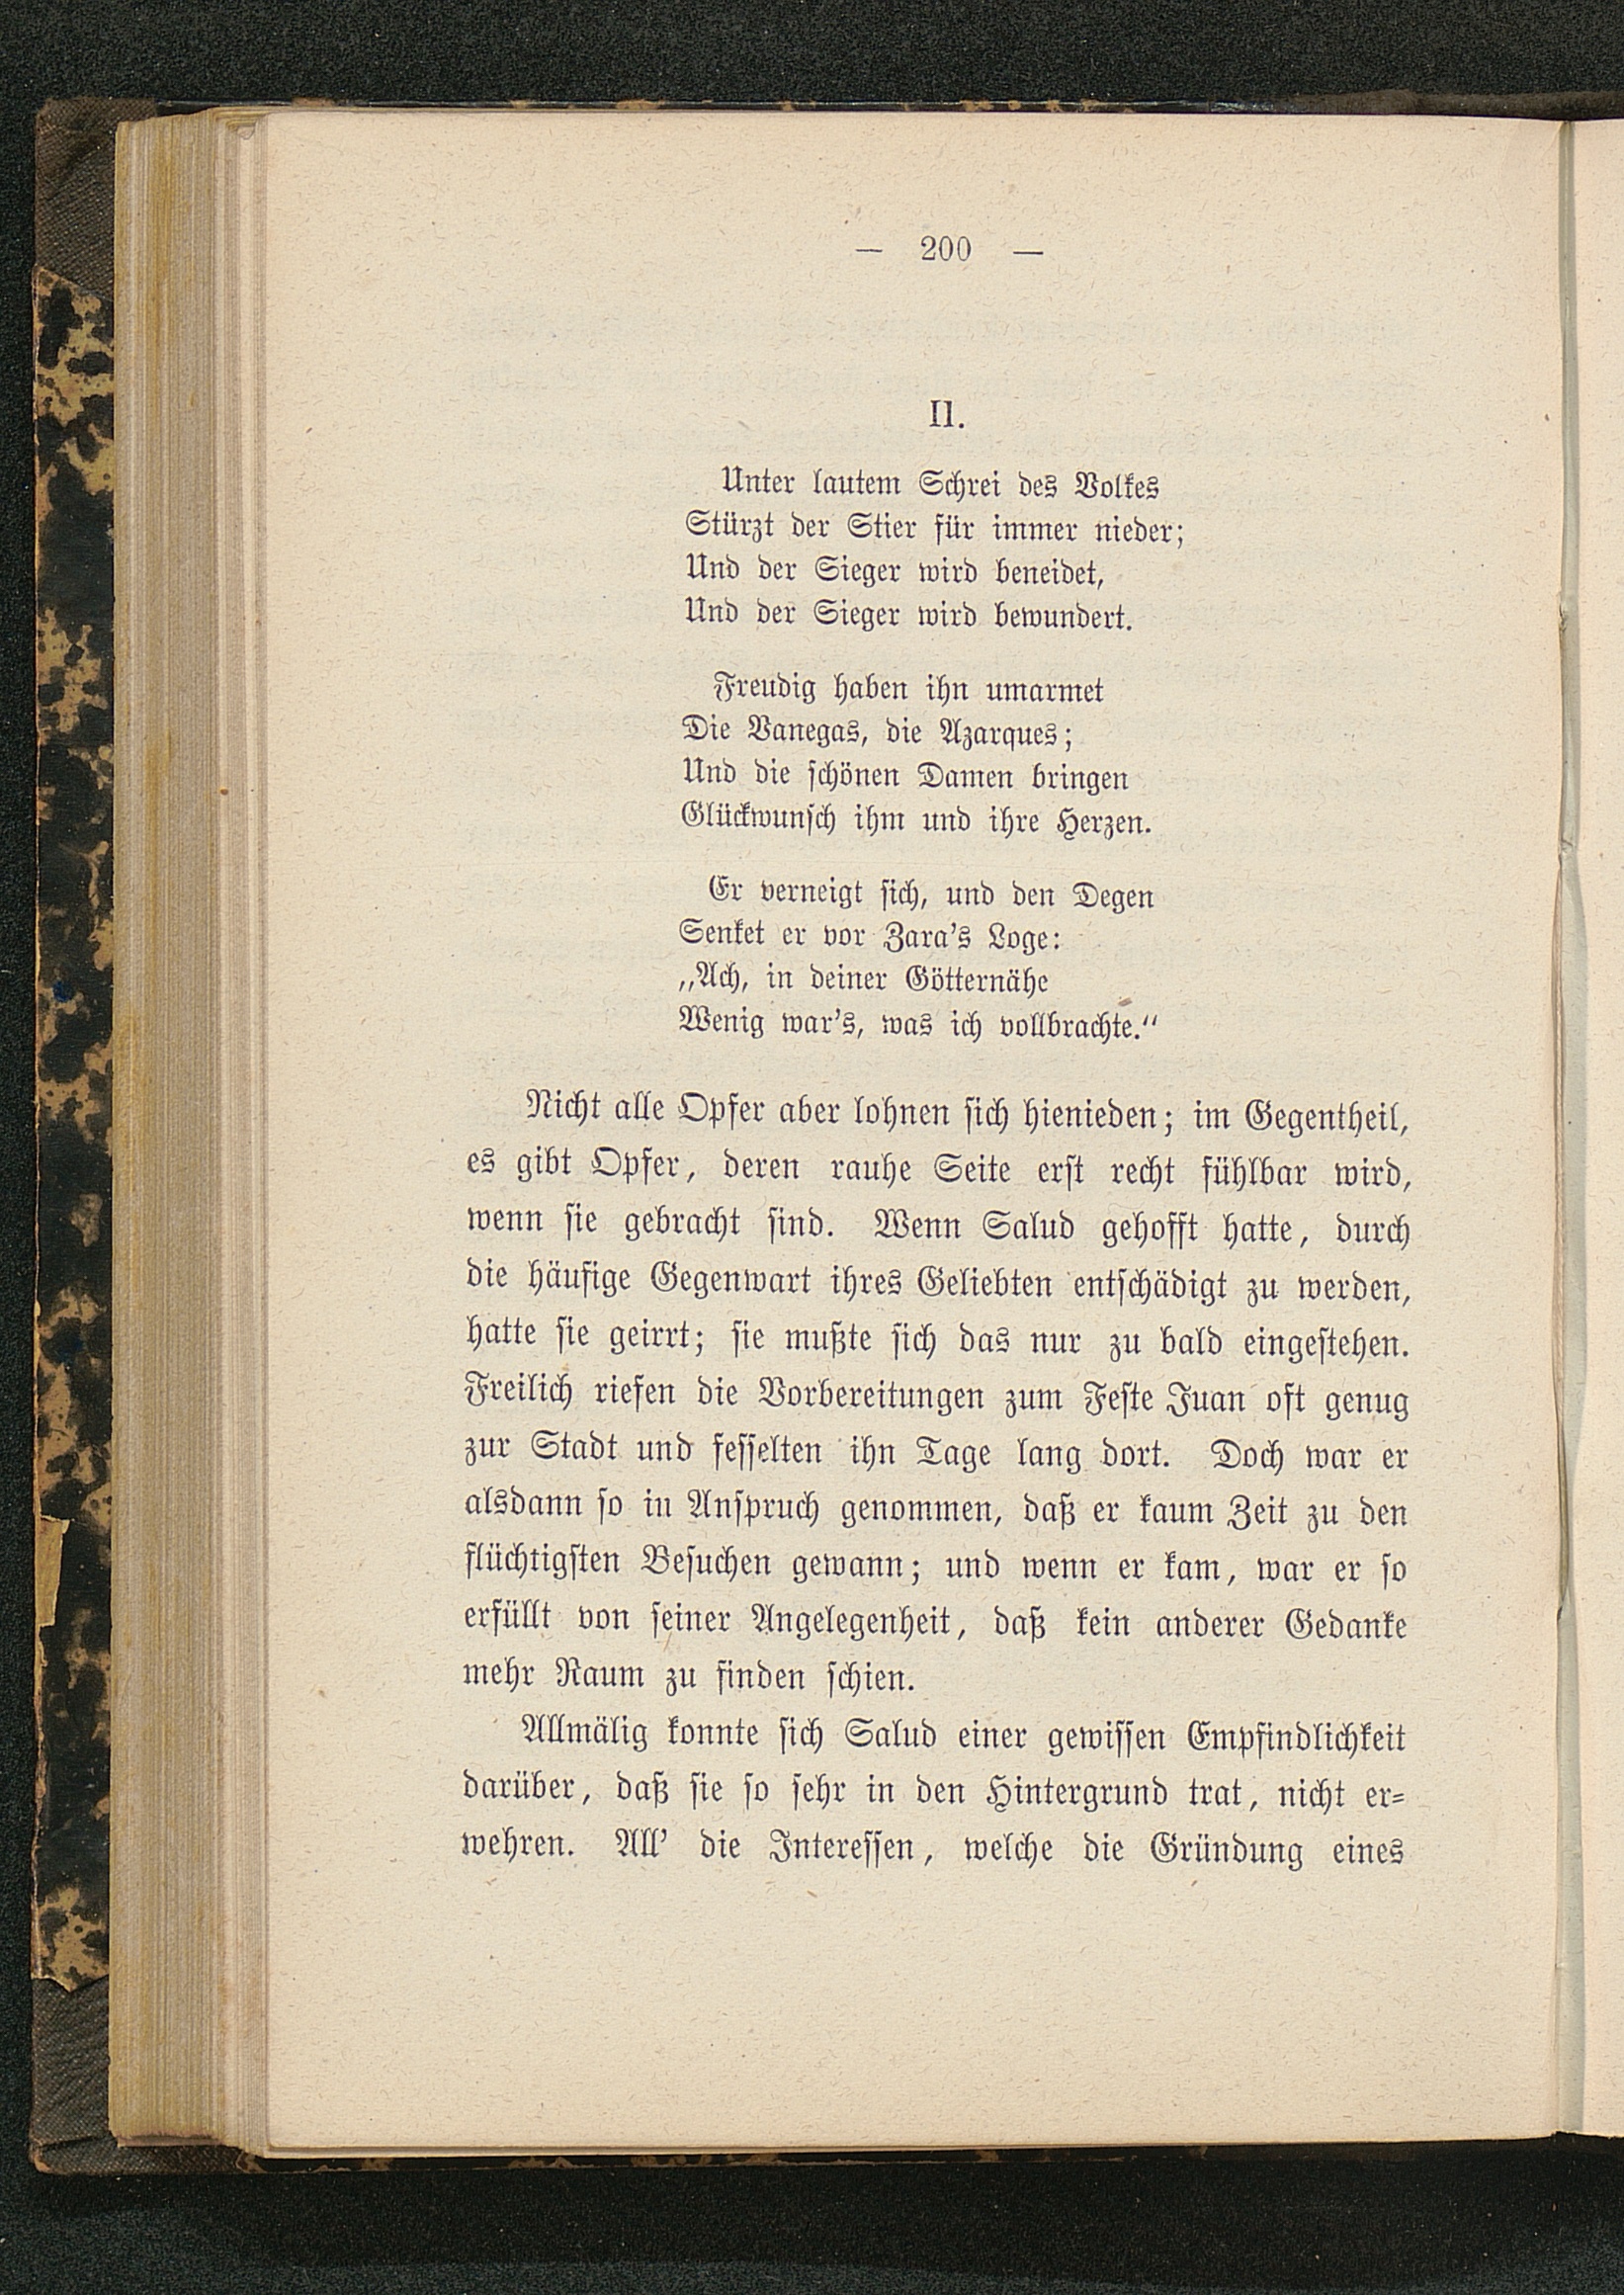 — 200 —
II.
Unter lautem Schrei des Volkes
Stürzt der Stier für immer nieder;
Und der Sieger wird beneidet,
Und der Sieger wird bewundert.
Freudig haben ihn umarmet
Die Vanegas, die Azarques;
Und die schönen Damen bringen
Glückwunsch ihm und ihre Herzen.
Er verneigt sich, und den Degen
Senket er vor Zara's Loge:
„Ach, in deiner Götternähe
Wenig war's, was ich vollbrachte.“
Nicht alle Opfer aber lohnen sich hienieden; im Gegentheil,
es gibt Opfer, deren rauhe Seite erst recht fühlbar wird,
wenn sie gebracht sind. Wenn Salud gehofft hatte, durch
die häufige Gegenwart ihres Geliebten entschädigt zu werden,
hatte sie geirrt; sie mußte sich das nur zu bald eingestehen.
Freilich riefen die Vorbereitungen zum Feste Juan oft genug
zur Stadt und fesselten ihn Tage lang dort. Doch war er
alsdann so in Anspruch genommen, daß er kaum Zeit zu den
flüchtigsten Besuchen gewann; und wenn er kam, war er so
erfüllt von seiner Angelegenheit, daß kein anderer Gedanke
mehr Raum zu finden schien.
Allmälig konnte sich Salud einer gewissen Empfindlichkeit
darüber, daß sie so sehr in den Hintergrund trat, nicht er-
wehren. All' die Interessen, welche die Gründung eines